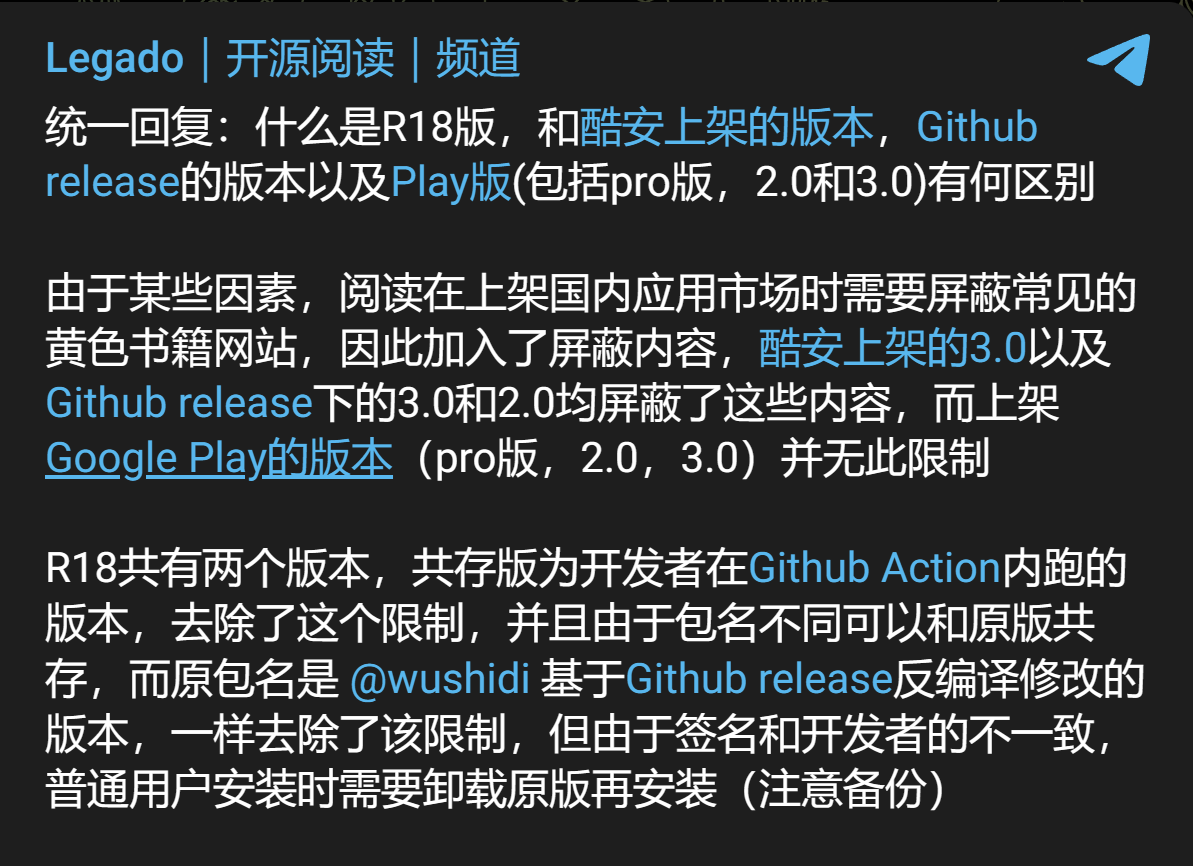 Legado｜开源阅读｜频道
统一回复：什么是R18版，和酷安上架的版本，Github
release的版本以及Play版(包括pro版，2.0和3.0)有何区别
由于某些因素，阅读在上架国内应用市场时需要屏蔽常见的
黄色书籍网站，因此加入了屏蔽内容，酷安上架的3.0以及
Github release下的3.0和2.0均屏蔽了这些内容，而上架
Google Play的版本（pro版，2.0，3.0）并无此限制
R18共有两个版本，共存版为开发者在Github Action内跑的
版本，去除了这个限制，并且由于包名不同可以和原版共
存，而原包名是 @wushidi 基于Github release反编译修改的
版本，一样去除了该限制，但由于签名和开发者的不一致，
普通用户安装时需要卸载原版再安装（注意备份）